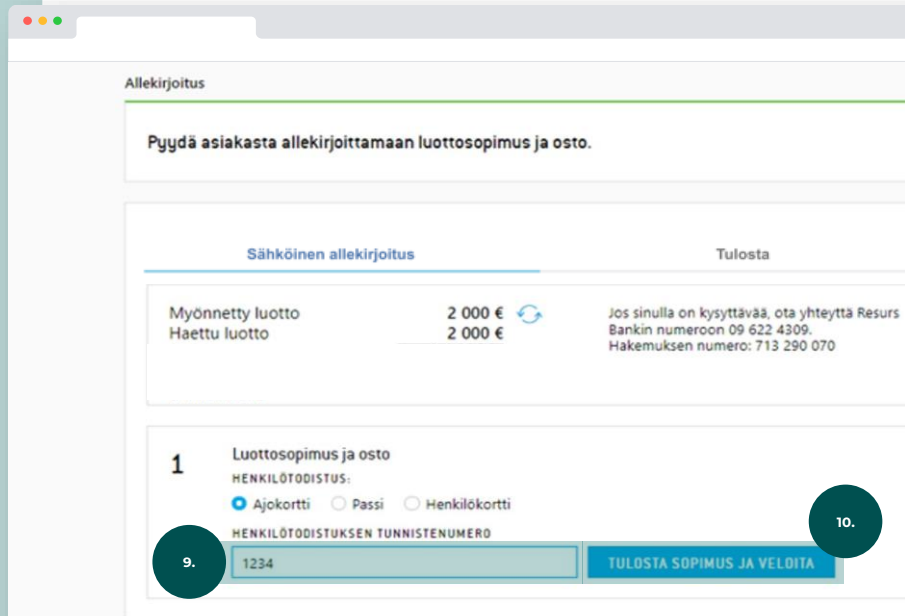 Allekirjoitus
Pyydä asiakasta allekirjoittamaan luottosopimus ja osto.
Sähköinen allekirjoitus
Tulosta
Myönnetty luotto 2 000 €
Haettu luotto 2 000 €
Jos sinulla on kysyttävää, ota yhteyttä Resurs
Bankin numeroon 09 622 4309.
Hakemuksen numero: 713 290 070
1
Luottosopimus ja osto
HENKILÖTODISTUS:
Ajokortti Passi Henkilökortti
HENKILÖTODISTUKSEN TUNNISTENUMERO
9.
1234
TULOSTA SOPIMUS JA VELOITA
10.